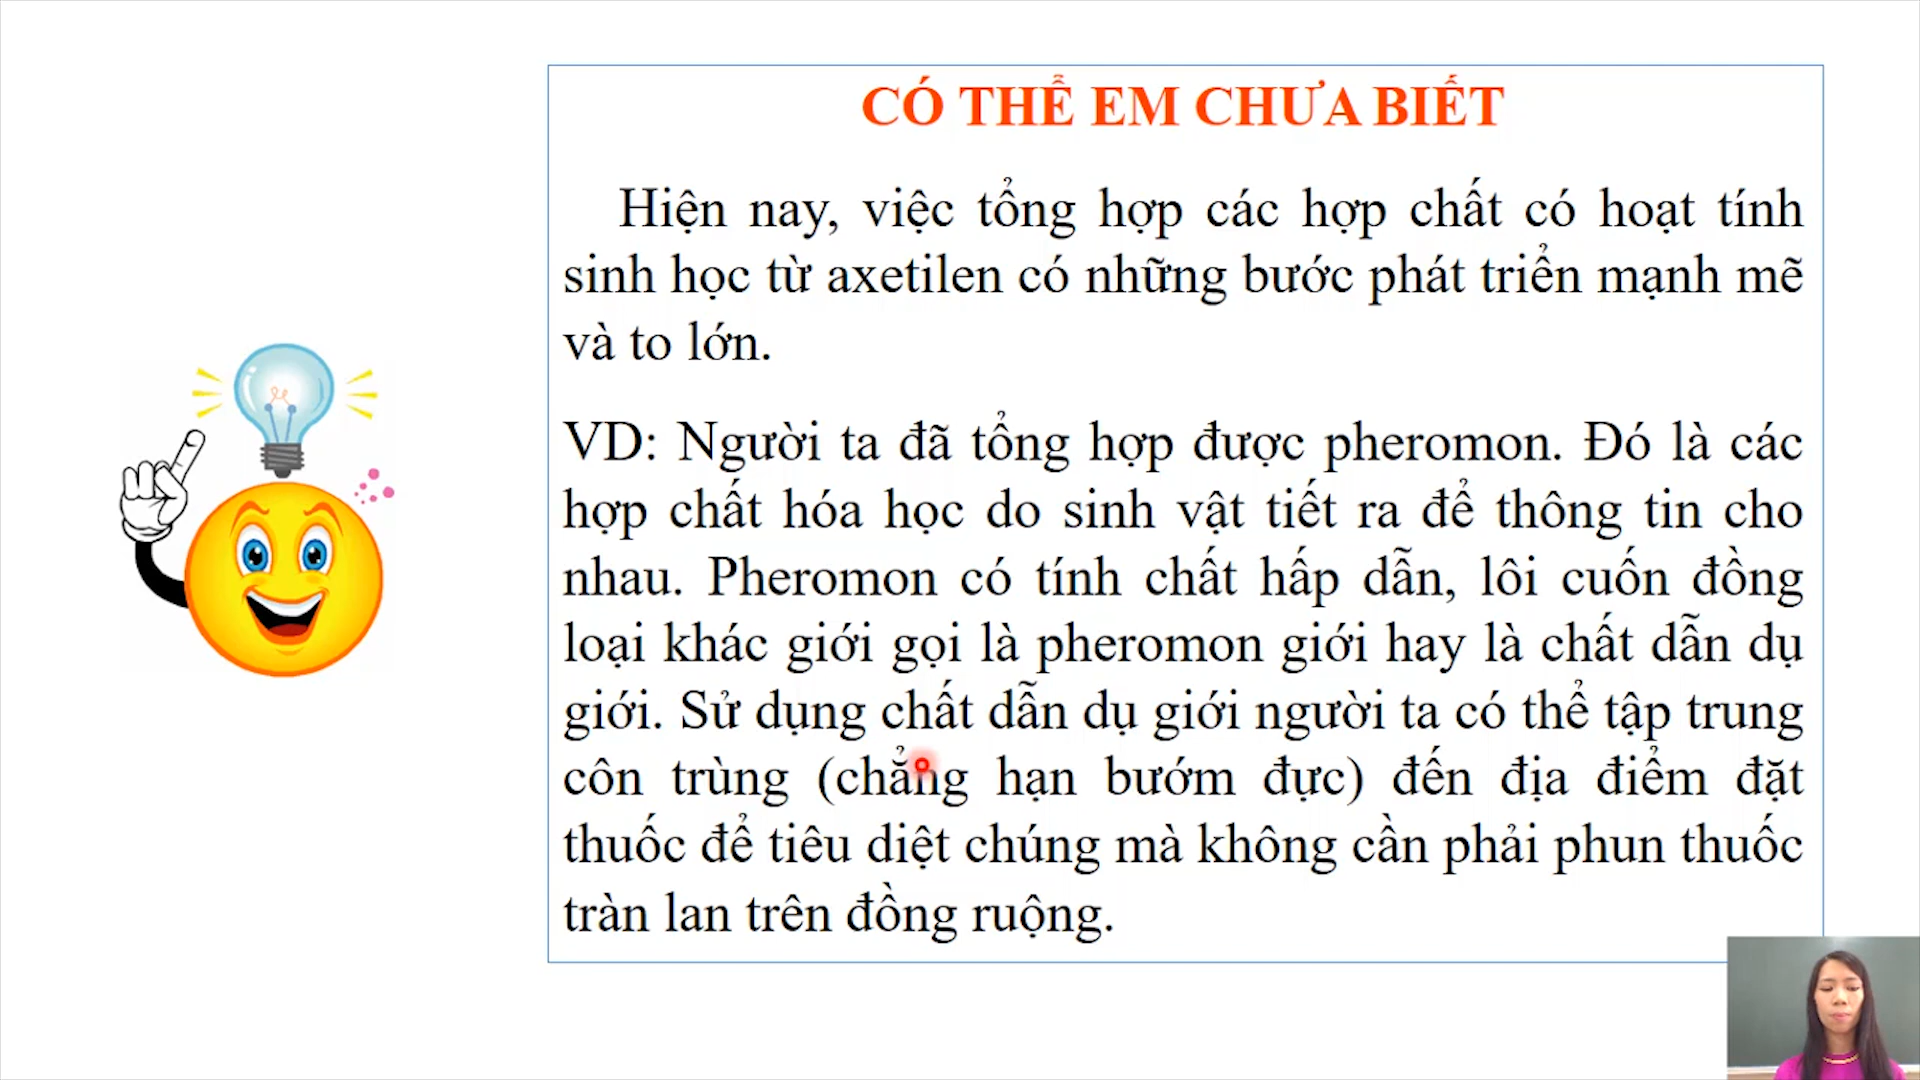 CÓ THỂ EM CHƯA BIẾT
Hiện nay, việc tổng hợp các hợp chất có hoạt tính
sinh học từ axetilen có những bước phát triển mạnh mẽ
và to lớn.
VD: Người ta đã tổng hợp được pheromon. Đó là các
hợp chất hóa học do sinh vật tiết ra để thông tin cho
nhau. Pheromon có tính chất hấp dẫn, lôi cuốn đồng
loại khác giới gọi là pheromon giới hay là chất dẫn dụ
giới. Sử dụng chất dẫn dụ giới người ta có thể tập trung
côn trùng (chẳng hạn bướm đực) đến địa điểm đặt
thuốc để tiêu diệt chúng mà không cần phải phun thuốc
tràn lan trên đồng ruộng.